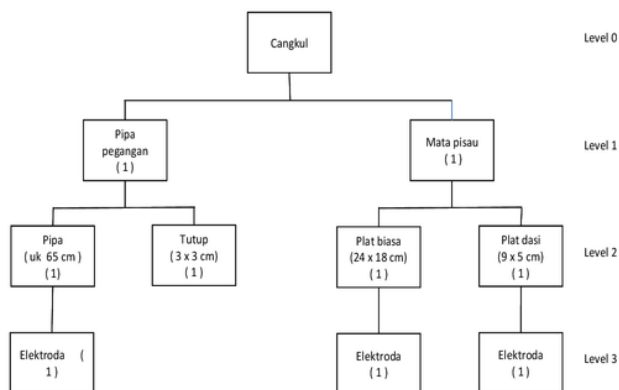 Cangkul
Level 0
Pipa
pegangan
( 1 )
Mata pisau
( 1 )
Level 1
Pipa
( uk 65 cm )
(1)
Tutup
( 3 x 3 cm)
( 1 )
Plat biasa
(24 x 18 cm)
( 1 )
Plat dasi
(9 x 5 cm)
( 1 )
Level 2
Elektroda (
1 )
Elektroda
( 1 )
Elektroda
( 1 )
Level 3